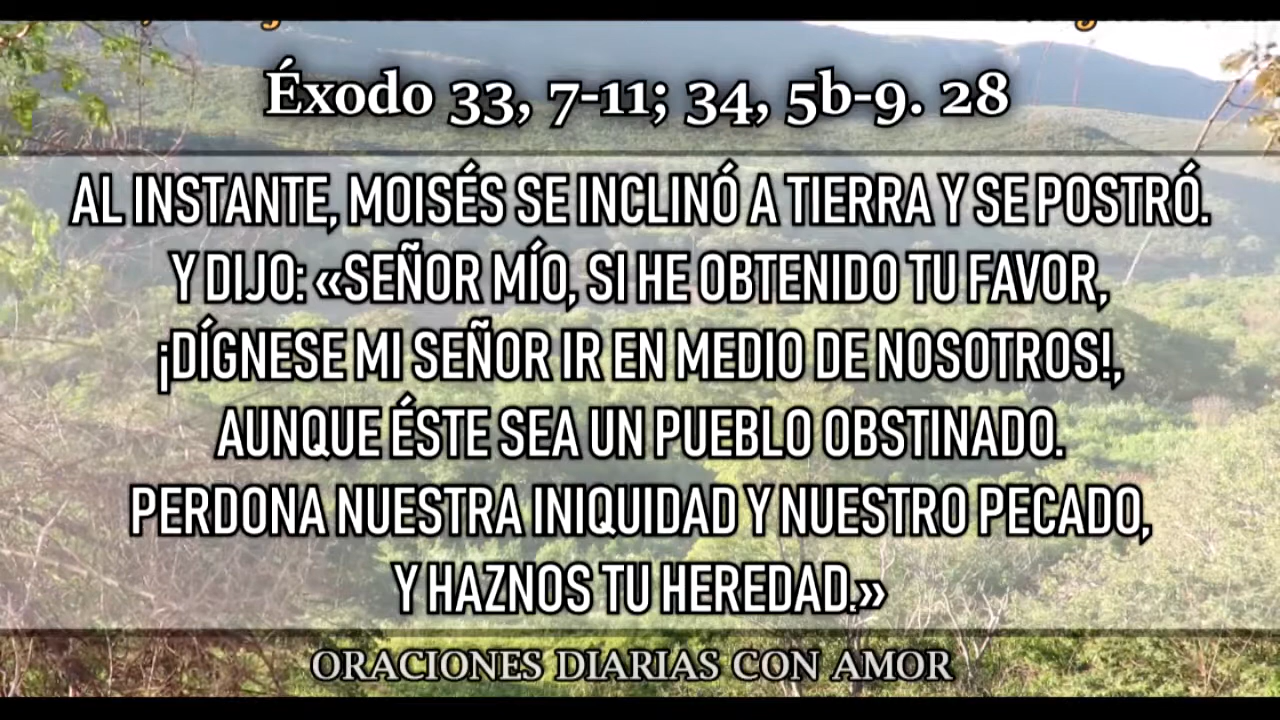 Éxodo 33, 7-11; 34, 5b-9. 28
AL INSTANTE, MOISÉS SE INCLINÓ A TIERRA Y SE POSTRÓ.
Y DIJO: «SEÑOR MÍO, SI HE OBTENIDO TU FAVOR,
¡DÍGNESE MI SEÑOR IR EN MEDIO DE NOSOTROS!,
AUNQUE ÉSTE SEA UN PUEBLO OBSTINADO.
PERDONA NUESTRA INIQUIDAD Y NUESTRO PECADO,
Y HAZNOS TU HEREDAD.»
ORACIONES DIARIAS CON AMOR